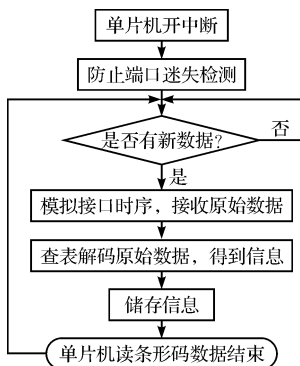 单片机开中断
防止端口迷失检测
是否有新数据?
否
是
模拟接口时序，接收原始数据
查表解码原始数据，得到信息
储存信息
单片机读条形码数据结束